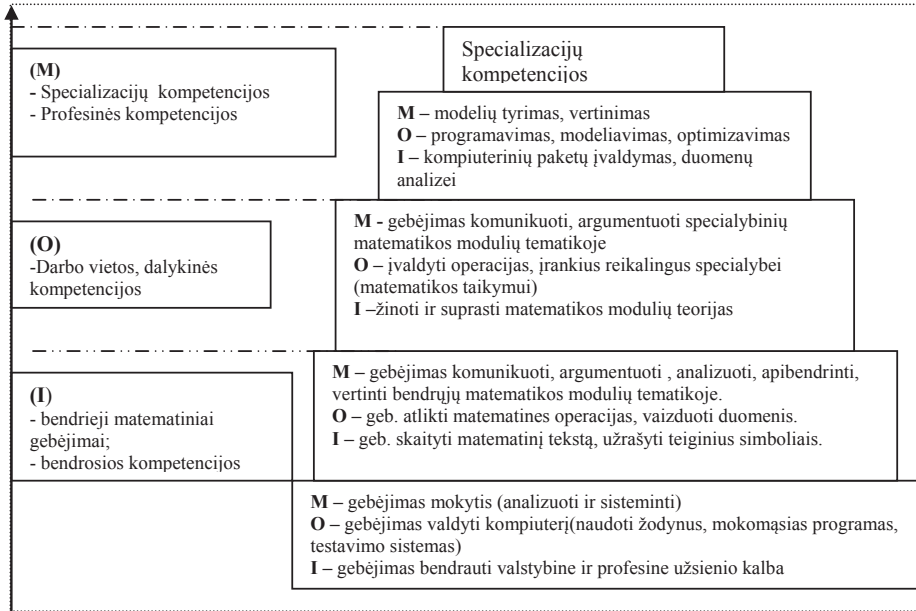 (M)
- Specializacijų kompetencijos
- Profesinės kompetencijos
Specializacijų
kompetencijos
M – modelių tyrimas, vertinimas
O – programavimas, modeliavimas, optimizavimas
I – kompiuterinių paketų įvaldymas, duomenų
analizei
(O)
-Darbo vietos, dalykinės
kompetencijos
M - gebėjimas komunikuoti, argumentuoti specialybinių
matematikos modulių tematikoje
O – įvaldyti operacijas, įrankius reikalingus specialybei
(matematikos taikymui)
I –žinoti ir suprasti matematikos modulių teorijas
(I)
- bendrieji matematiniai
gebėjimai;
- bendrosios kompetencijos
M – gebėjimas komunikuoti, argumentuoti , analizuoti, apibendrinti,
vertinti bendrųjų matematikos modulių tematikoje.
O – geb. atlikti matematines operacijas, vaizduoti duomenis.
I – geb. skaityti matematinį tekstą, užrašyti teiginius simboliais.
M – gebėjimas mokytis (analizuoti ir sisteminti)
O – gebėjimas valdyti kompiuterį(naudoti žodynus, mokomąsias programas,
testavimo sistemas)
I – gebėjimas bendrauti valstybine ir profesine užsienio kalba